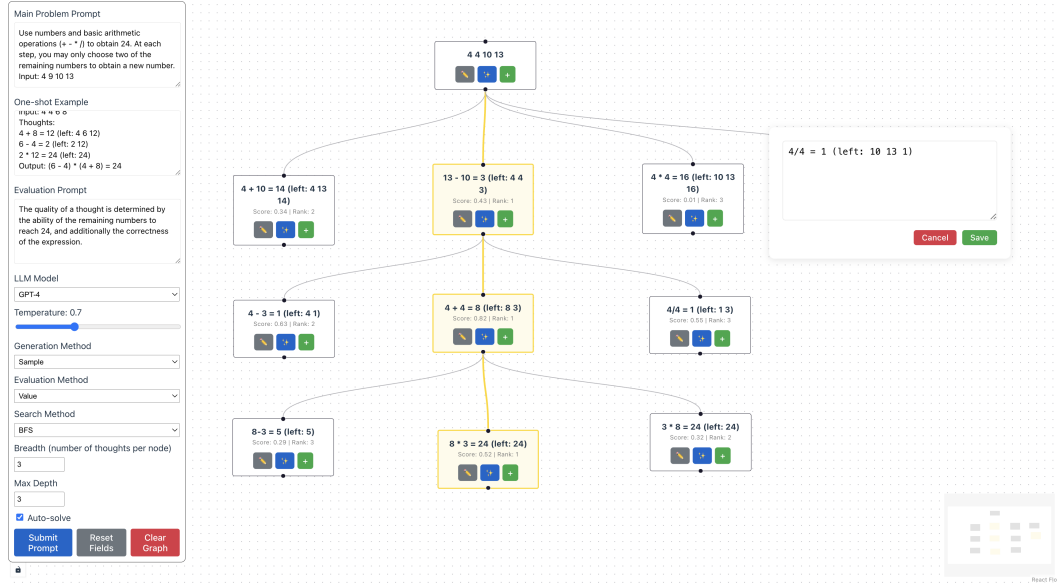 Main Problem Prompt
Use numbers and basic arithmetic
operations (+ - * /) to obtain 24. At each
step, you may only choose two of the
remaining numbers to obtain a new number.
Input: 4 9 10 13
One-shot Example
Input: 4 4 6 8
Thoughts:
4 + 8 = 12 (left: 4 6 12)
6 - 4 = 2 (left: 2 12)
2 * 12 = 24 (left: 24)
Output: (6 - 4) * (4 + 8) = 24
Evaluation Prompt
The quality of a thought is determined by
the ability of the remaining numbers to
reach 24, and additionally the correctness
of the expression.
LLM Model
GPT-4
Temperature: 0.7
Generation Method
Sample
Evaluation Method
Value
Search Method
BFS
Breadth (number of thoughts per node)
3
Max Depth
3
Auto-solve
Submit
Prompt
Reset
Fields
Clear
Graph
4 4 10 13
+
4 + 10 = 14 (left: 4 13
14)
Score: 0.34 | Rank: 2
+
13 - 10 = 3 (left: 4 4
3)
Score: 0.43 | Rank: 1
+
4 * 4 = 16 (left: 10 13
16)
Score: 0.01 | Rank: 3
+
4/4 = 1 (left: 10 13 1)
Cancel
Save
4 - 3 = 1 (left: 4 1)
Score: 0.63 | Rank: 2
+
4 + 4 = 8 (left: 8 3)
Score: 0.82 | Rank: 1
+
4/4 = 1 (left: 1 3)
Score: 0.55 | Rank: 3
+
8-3 = 5 (left: 5)
Score: 0.29 | Rank: 3
+
8 * 3 = 24 (left: 24)
Score: 0.52 | Rank: 1
+
3 * 8 = 24 (left: 24)
Score: 0.32 | Rank: 2
+
React Flo